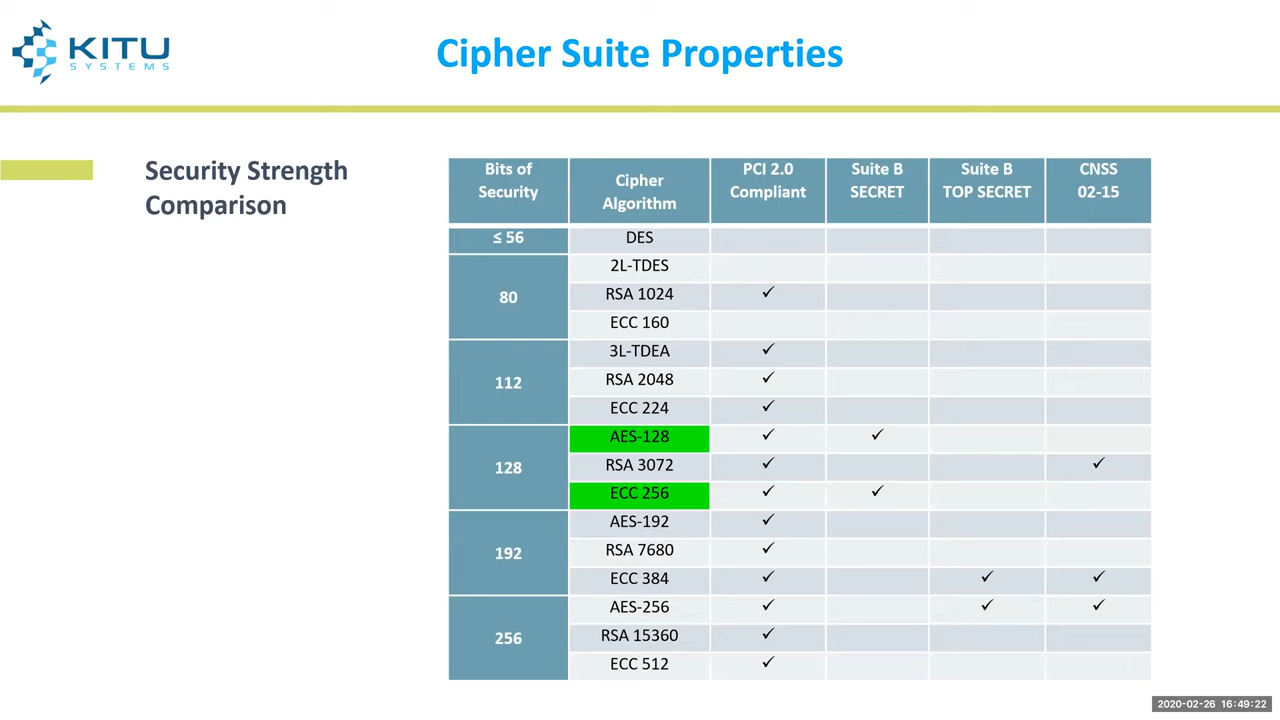 KITU
SYSTEMS
Cipher Suite Properties
Security Strength
Comparison
Bits of
Security
Cipher
Algorithm
PCI 2.0
Compliant
Suite B
SECRET
Suite B
TOP SECRET
CNSS
02-15
≤ 56 DES
80
2L-TDES
RSA 1024 ✓
ECC 160
112
3L-TDEA ✓
RSA 2048 ✓
ECC 224 ✓
128
AES-128 ✓ ✓
RSA 3072 ✓ ✓
ECC 256 ✓ ✓
192
AES-192 ✓
RSA 7680 ✓
ECC 384 ✓ ✓ ✓
256
AES-256 ✓ ✓ ✓
RSA 15360 ✓
ECC 512 ✓
2020-02-26 16:49:22